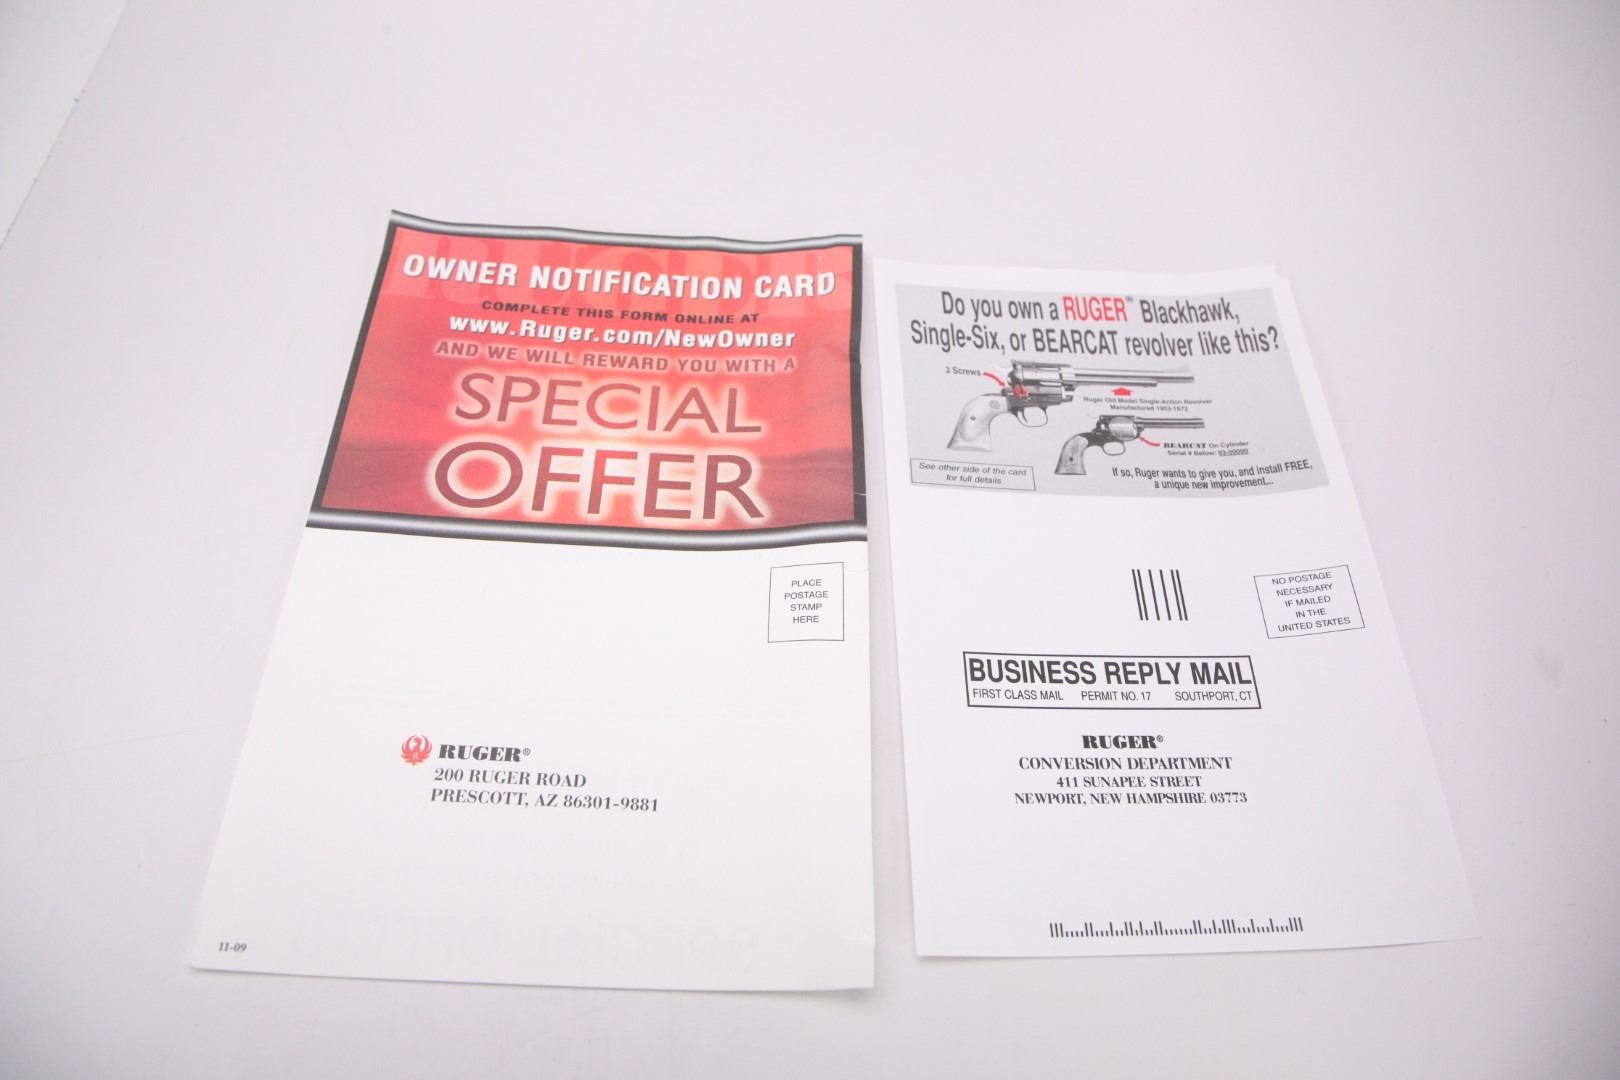 OWNER NOTIFICATION CARD
COMPLETE THIS FORM ONLINE AT
www.Ruger.com/NewOwner
AND WE WILL REWARD YOU WITH A
SPECIAL
OFFER
PLACE
POSTAGE
STAMP
HERE
RUGER®
200 RUGER ROAD
PRESCOTT, AZ 86301-9881
11-09
Do you own a RUGER® Blackhawk,
Single-Six, or BEARCAT revolver like this?
3 Screws
Ruger Old Model Single-Action Revolver
Manufactured 1953-1972
BEARCAT On Cylinder
Serial # Below: 93-00000
See other side of the card
for full details
If so, Ruger wants to give you, and install FREE,
a unique new improvement...
NO POSTAGE
NECESSARY
IF MAILED
IN THE
UNITED STATES
BUSINESS REPLY MAIL
FIRST CLASS MAIL PERMIT NO. 17 SOUTHPORT, CT
RUGER®
CONVERSION DEPARTMENT
411 SUNAPEE STREET
NEWPORT, NEW HAMPSHIRE 03773